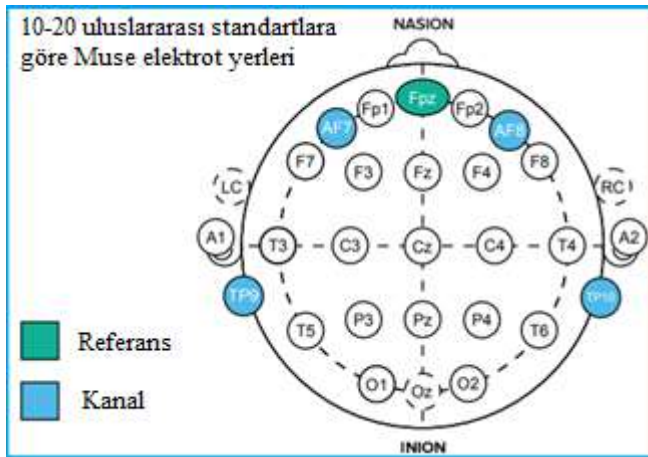 10-20 uluslararası standartlara
göre Muse elektrot yerleri
NASION
Fp1 Fpz Fp2
AF7 AF8
F7 F3 Fz F4 F8
LC RC
A1 T3 C3 Cz C4 T4 A2
TP9 TP10
T5 P3 Pz P4 T6
Referans
O1 Oz O2
Kanal
INION